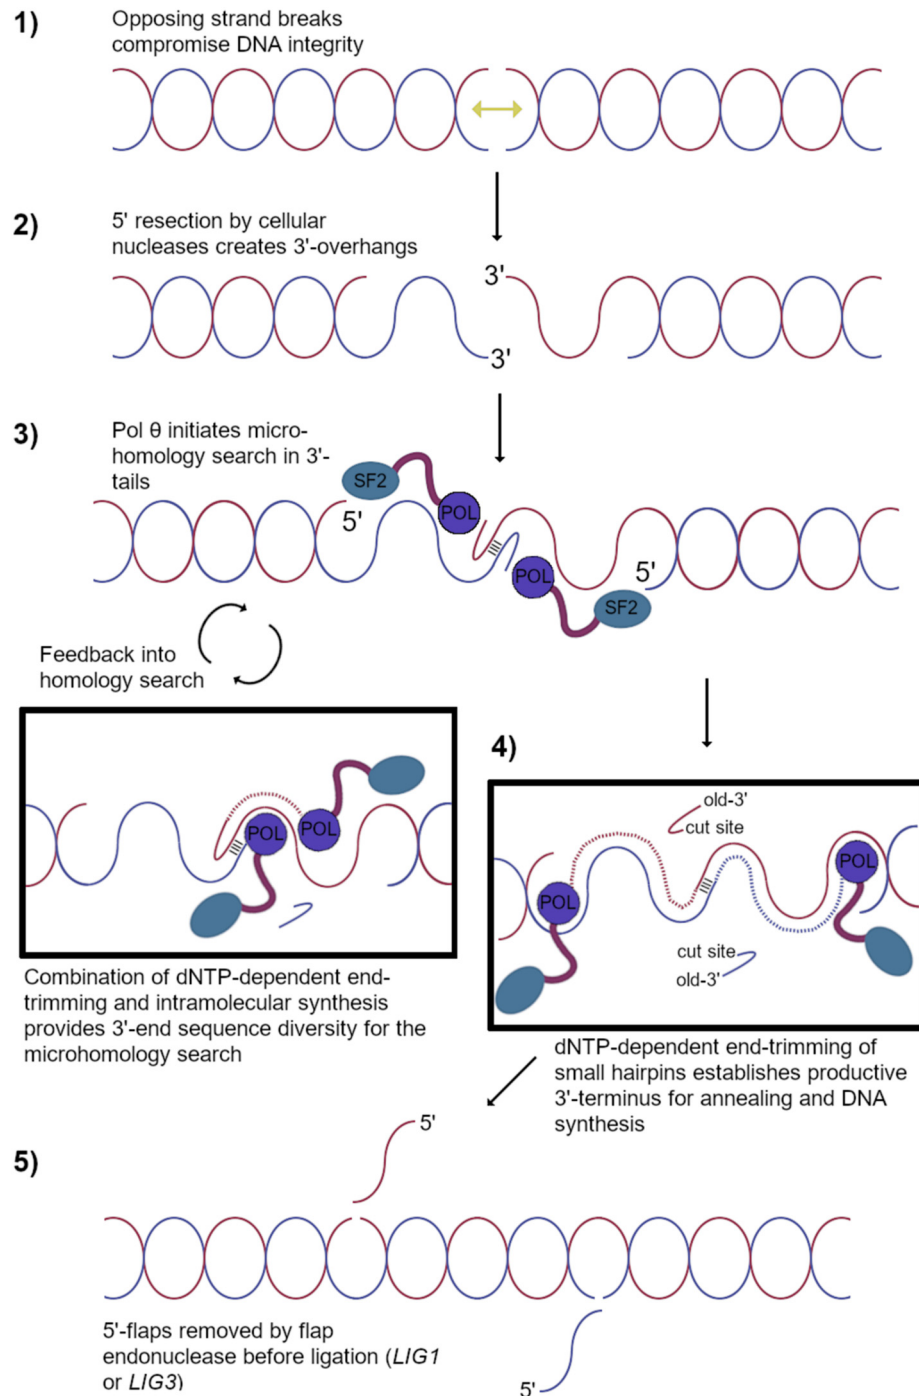 1)
Opposing strand breaks
compromise DNA integrity
2)
5' resection by cellular
nucleases creates 3'-overhangs
3'
3'
3)
Pol θ initiates micro-
homology search in 3'-
tails
SF2
POL
5'
POL
5'
SF2
Feedback into
homology search
POL
POL
Combination of dNTP-dependent end-
trimming and intramolecular synthesis
provides 3'-end sequence diversity for the
microhomology search
4)
old-3'
cut site
POL
POL
cut site
old-3'
dNTP-dependent end-trimming of
small hairpins establishes productive
3'-terminus for annealing and DNA
synthesis
5)
5'
5'-flaps removed by flap
endonuclease before ligation (LIG1
or LIG3)
5'